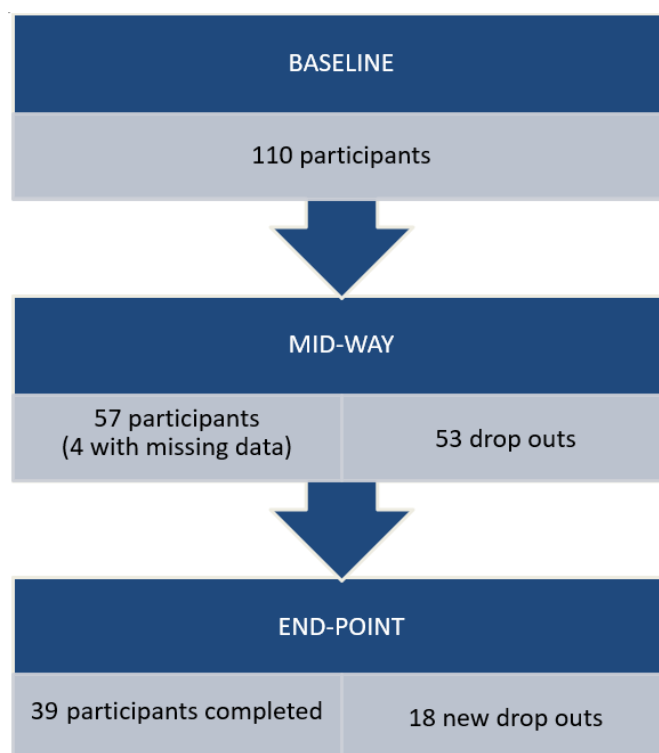 BASELINE
110 participants
MID-WAY
57 participants
(4 with missing data)
53 drop outs
END-POINT
39 participants completed
18 new drop outs